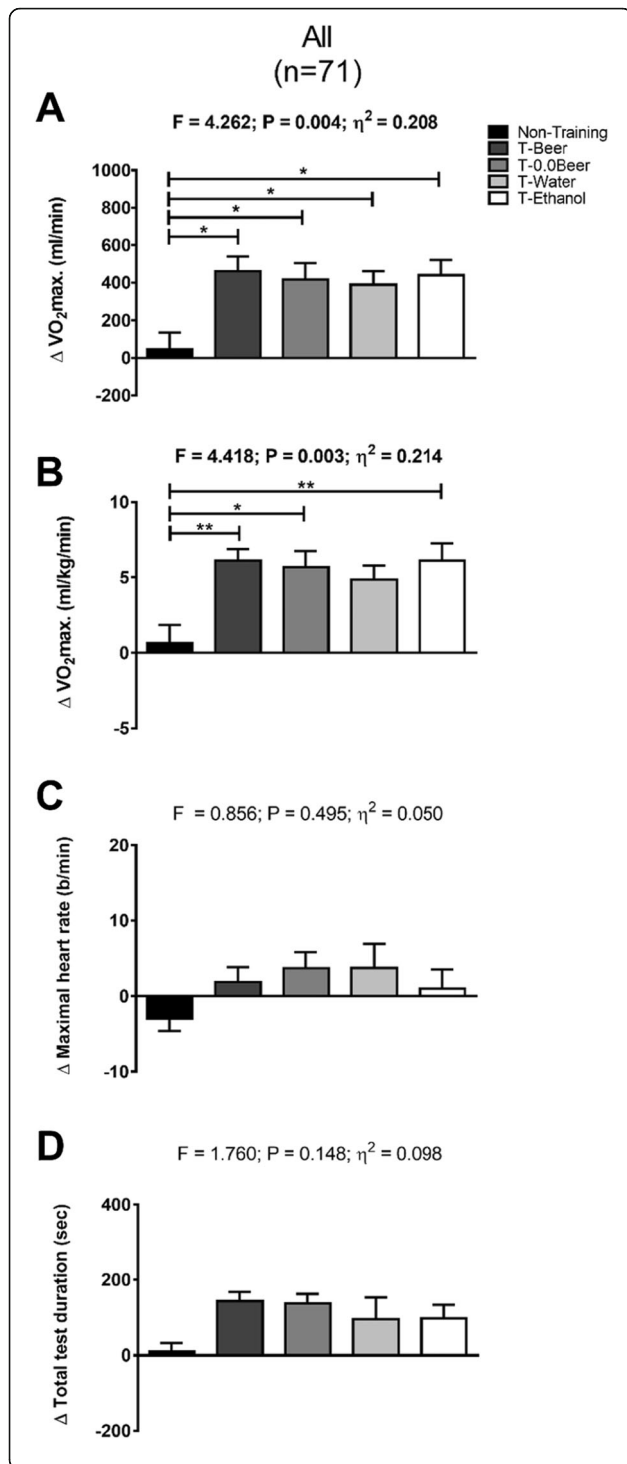 All
(n=71)
A
F = 4.262; P = 0.004; η² = 0.208
Non-Training
T-Beer
T-0.0Beer
T-Water
T-Ethanol
Δ VO₂max. (ml/min)
1000
800
600
400
200
0
-200
*
*
*
*
B
F = 4.418; P = 0.003; η² = 0.214
Δ VO₂max. (ml/kg/min)
10
5
0
-5
**
*
**
C
F = 0.856; P = 0.495; η² = 0.050
Δ Maximal heart rate (b/min)
20
10
0
-10
D
F = 1.760; P = 0.148; η² = 0.098
Δ Total test duration (sec)
400
200
0
-200